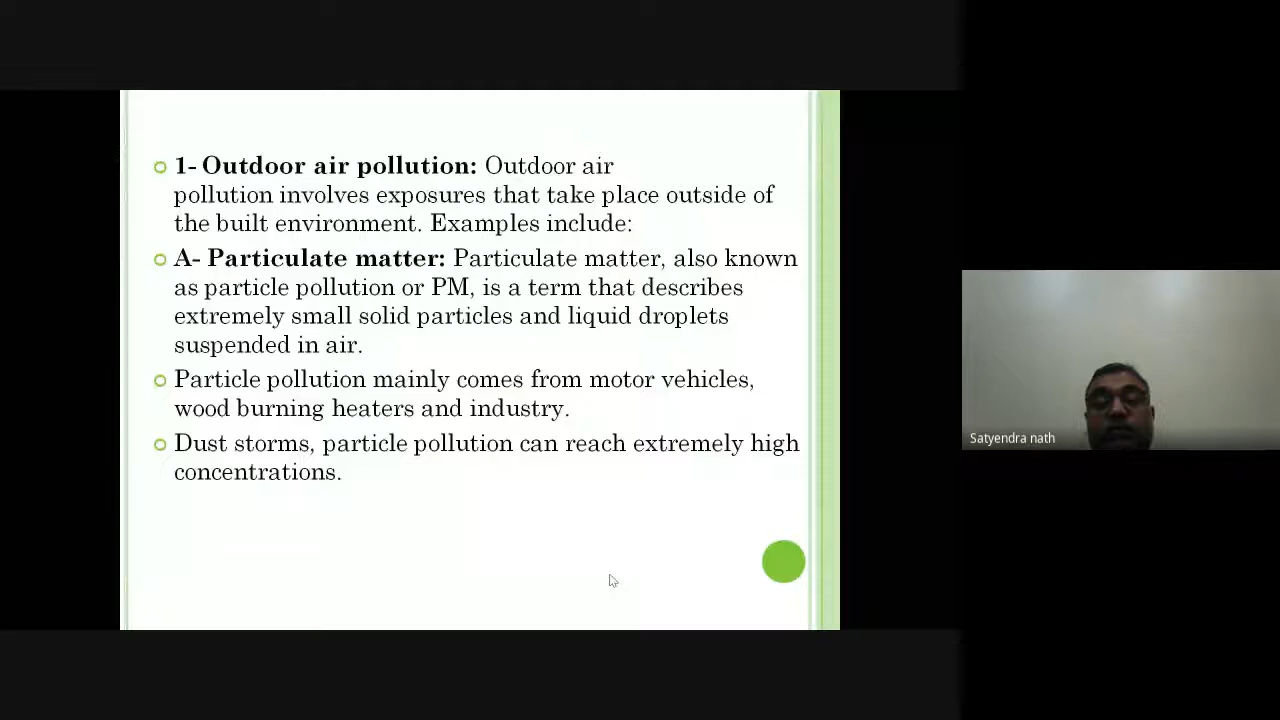 1- Outdoor air pollution: Outdoor air
pollution involves exposures that take place outside of
the built environment. Examples include:
A- Particulate matter: Particulate matter, also known
as particle pollution or PM, is a term that describes
extremely small solid particles and liquid droplets
suspended in air.
Particle pollution mainly comes from motor vehicles,
wood burning heaters and industry.
Dust storms, particle pollution can reach extremely high
concentrations.
Satyendra nath